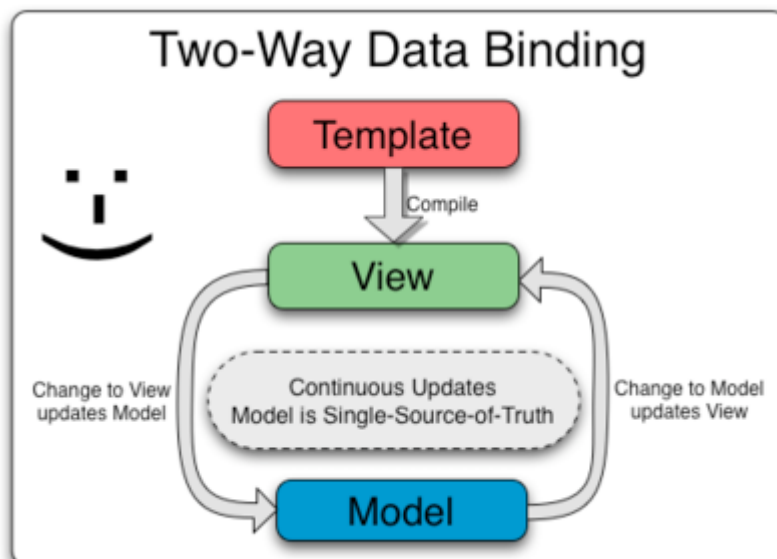 Two-Way Data Binding
Template
Compile
View
Change to View
updates Model
Continuous Updates
Model is Single-Source-of-Truth
Change to Model
updates View
Model